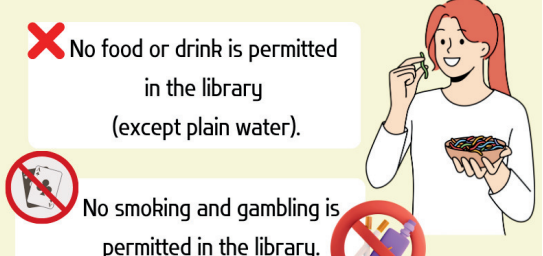 No food or drink is permitted
in the library
(except plain water).
No smoking and gambling is
permitted in the library.